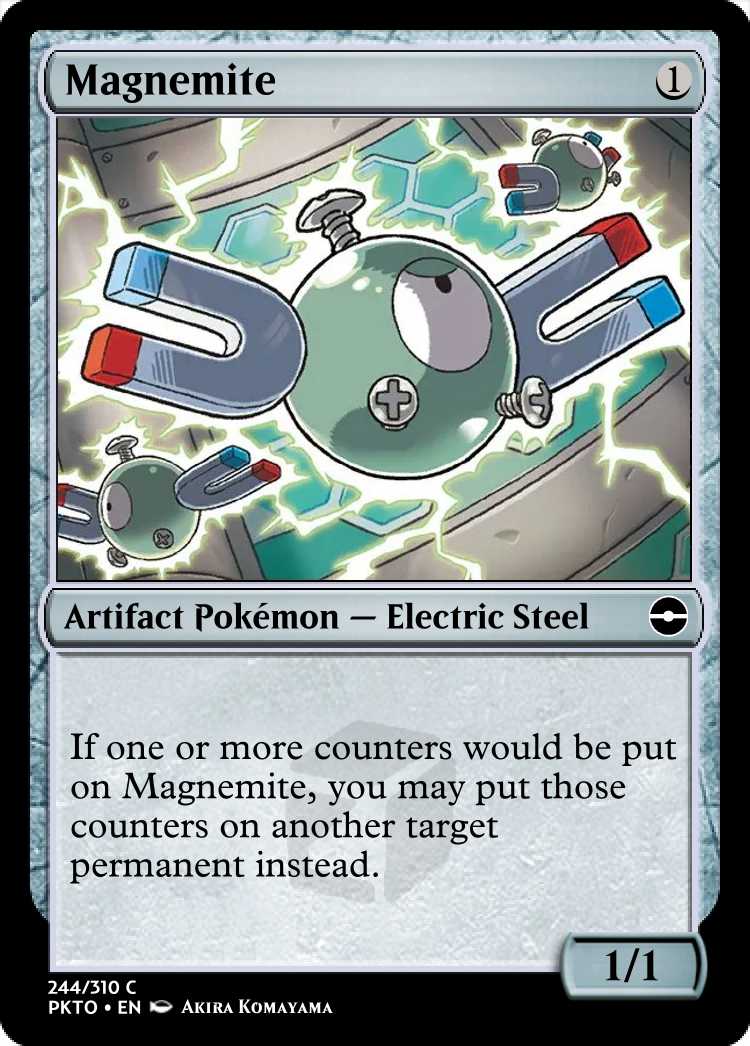 Magnemite 1
Artifact Pokémon — Electric Steel
If one or more counters would be put
on Magnemite, you may put those
counters on another target
permanent instead.
1/1
244/310 C
PKTO • EN Akira Komayama